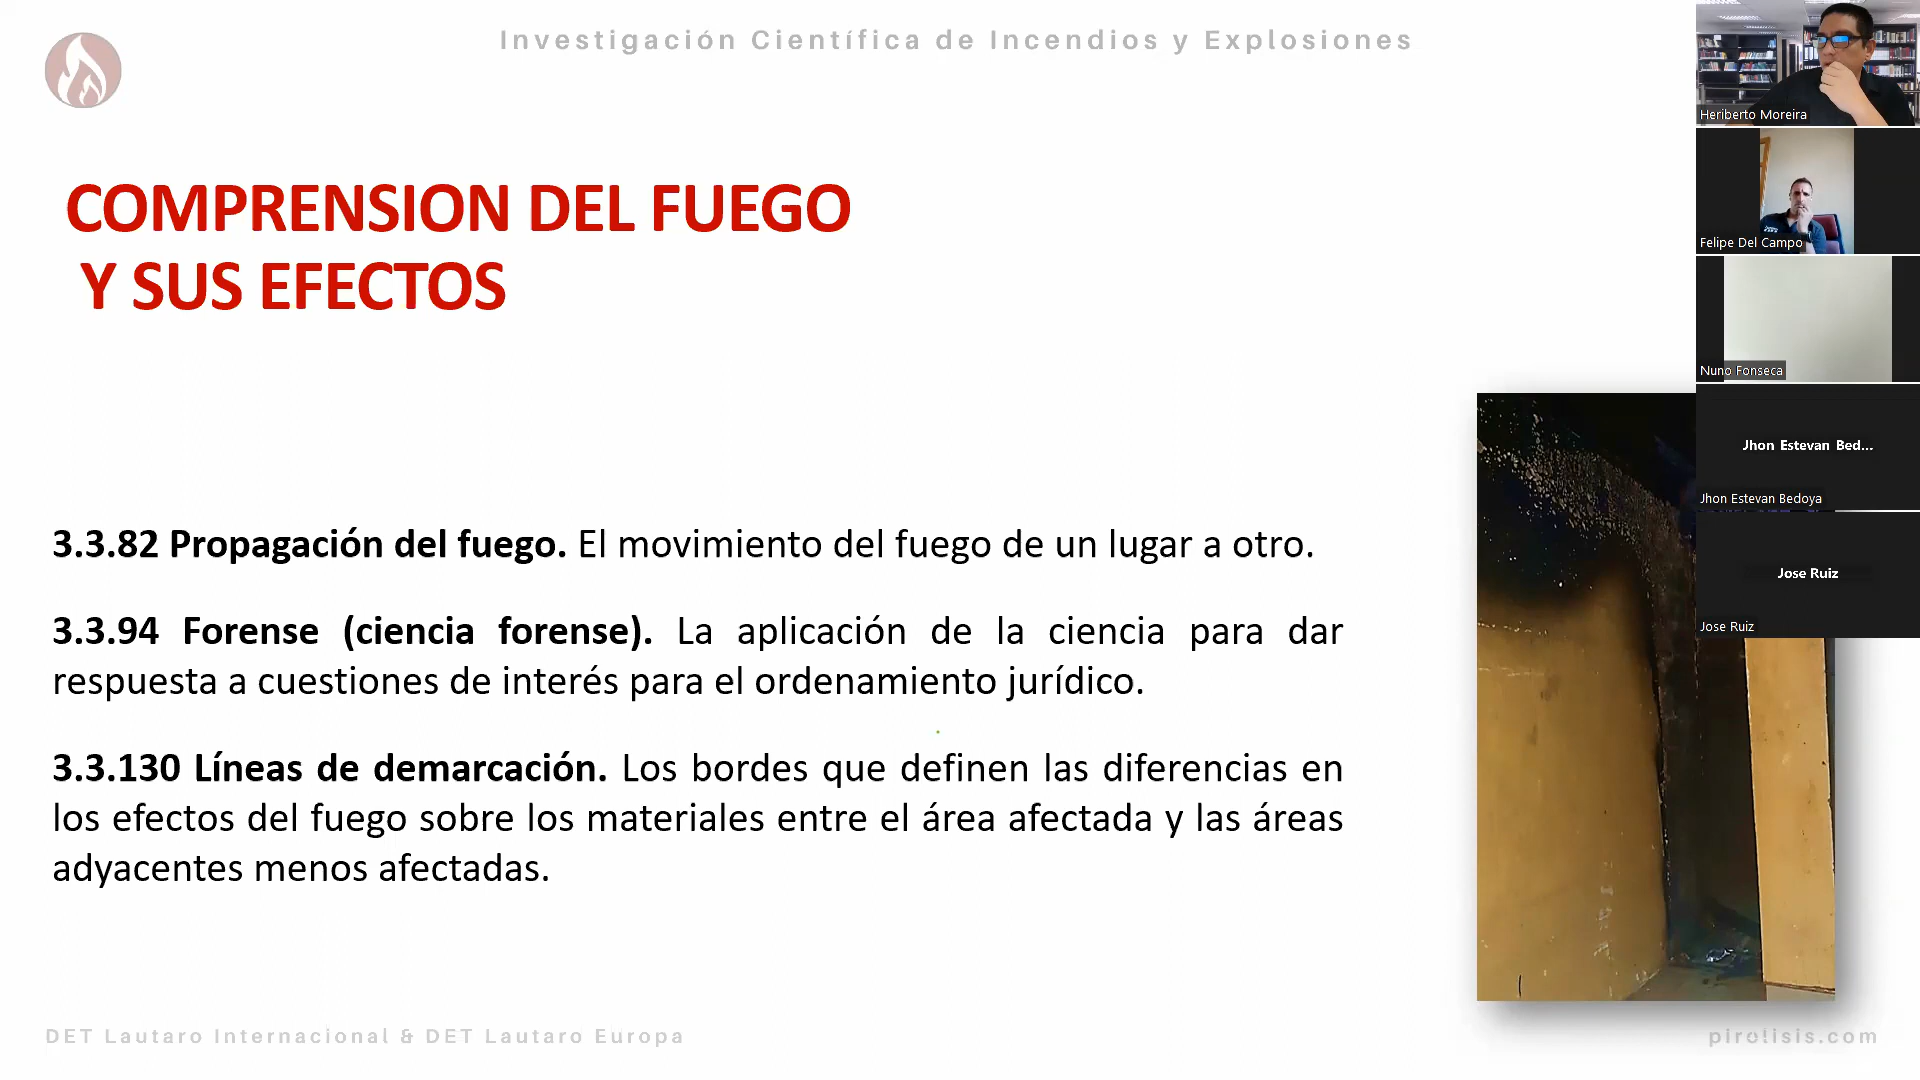 Investigación Científica de Incendios y Explosiones
COMPRENSION DEL FUEGO
Y SUS EFECTOS
3.3.82 Propagación del fuego. El movimiento del fuego de un lugar a otro.
3.3.94 Forense (ciencia forense). La aplicación de la ciencia para dar
respuesta a cuestiones de interés para el ordenamiento jurídico.
3.3.130 Líneas de demarcación. Los bordes que definen las diferencias en
los efectos del fuego sobre los materiales entre el área afectada y las áreas
adyacentes menos afectadas.
DET Lautaro Internacional & DET Lautaro Europa
pirolisis.com
Heriberto Moreira
Felipe Del Campo
Nuno Fonseca
Jhon Estevan Bed...
Jhon Estevan Bedoya
Jose Ruiz
Jose Ruiz